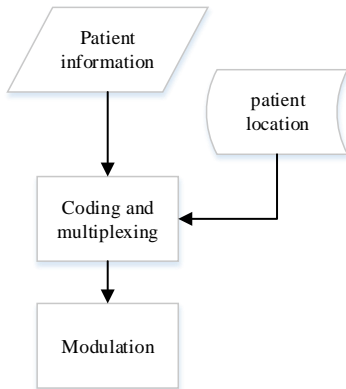 Patient
information
patient
location
Coding and
multiplexing
Modulation